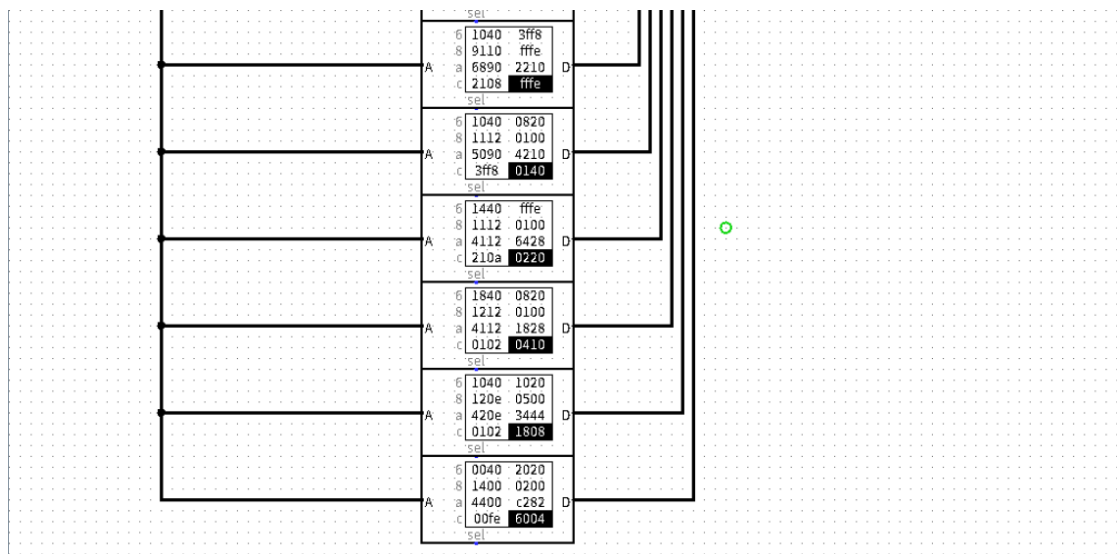 sel
6 1040 3ff8
8 9110 fffe
A a 6890 2210 D
c 2108 fffe
sel
6 1040 0820
8 1112 0100
A a 5090 4210 D
c 3ff8 0140
sel
6 1440 fffe
8 1112 0100
A a 4112 6428 D
c 210a 0220
sel
6 1840 0820
8 1212 0100
A a 4112 1828 D
c 0102 0410
sel
6 1040 1020
8 120e 0500
A a 420e 3444 D
c 0102 1808
sel
6 0040 2020
8 1400 0200
A a 4400 c282 D
c 00fe 6004
sel